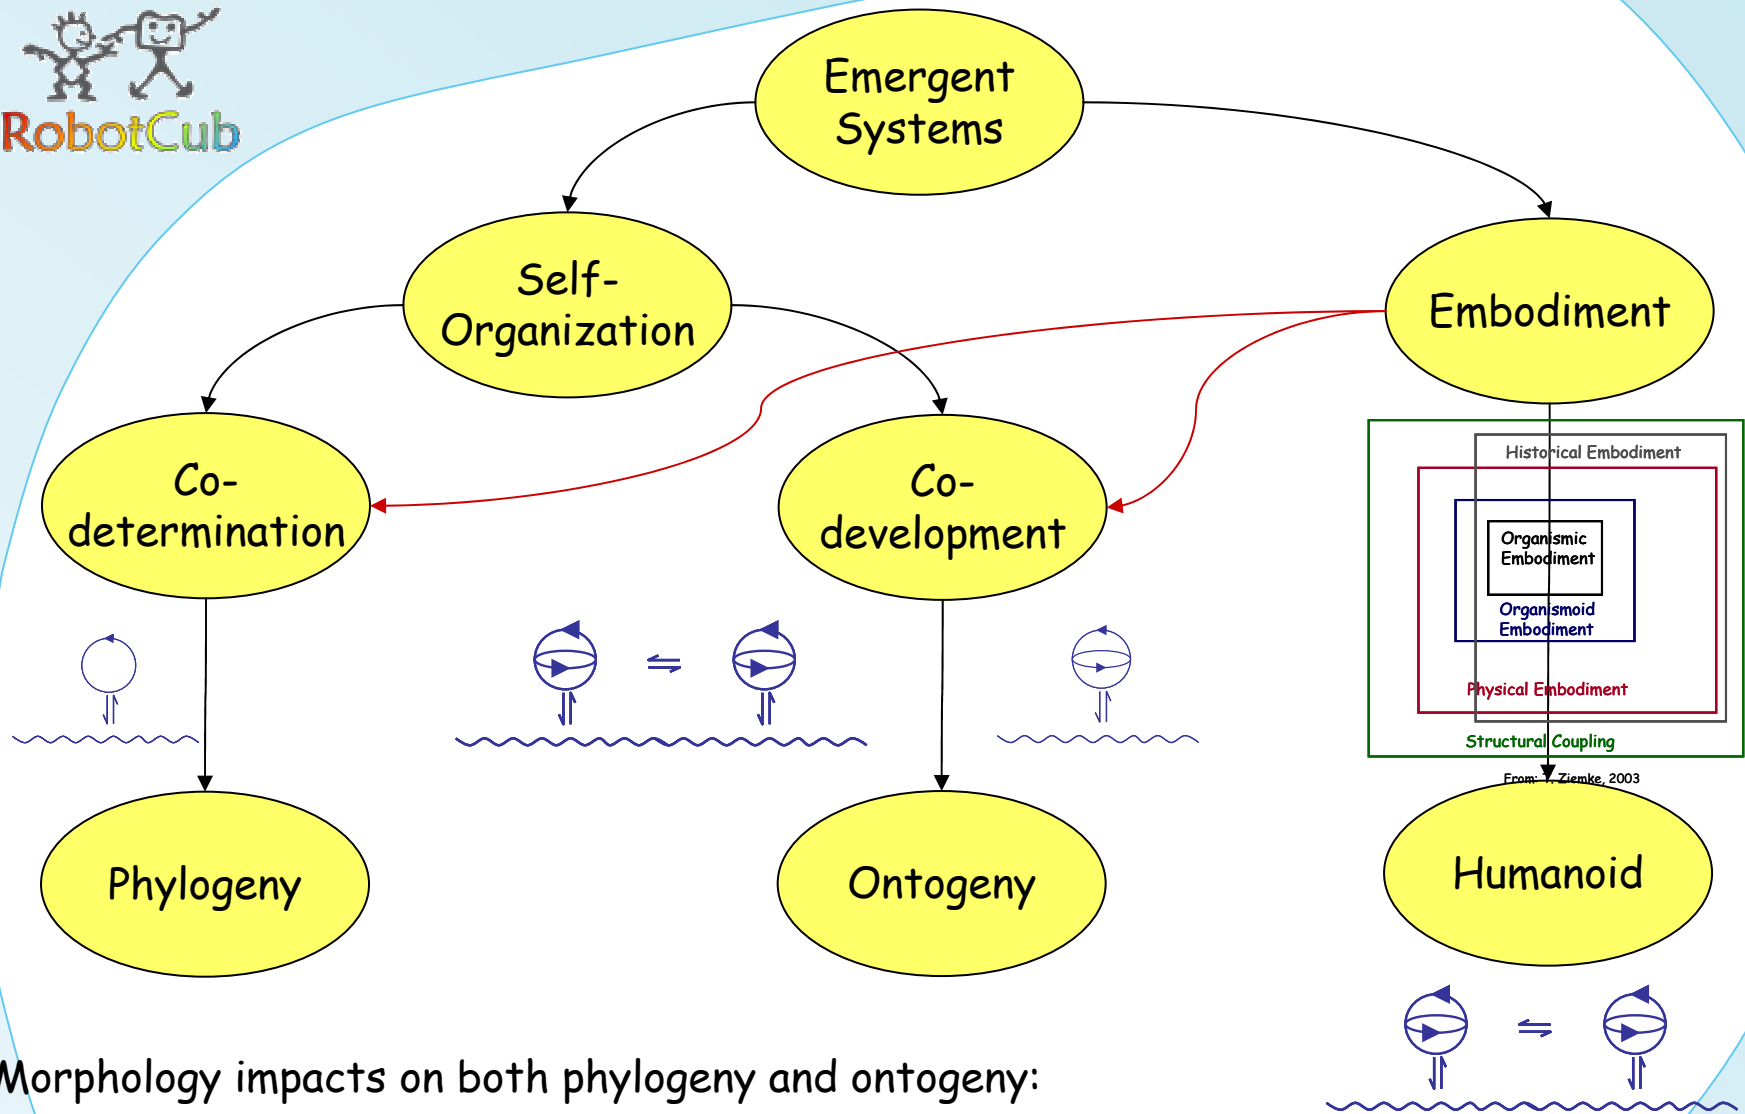 RobotCub
Emergent
Systems
Self-
Organization
Embodiment
Co-
determination
Co-
development
Historical Embodiment
Organismic
Embodiment
Organismoid
Embodiment
Physical Embodiment
Structural Coupling
From: T. Ziemke, 2003
Phylogeny
Ontogeny
Humanoid
Morphology impacts on both phylogeny and ontogeny: